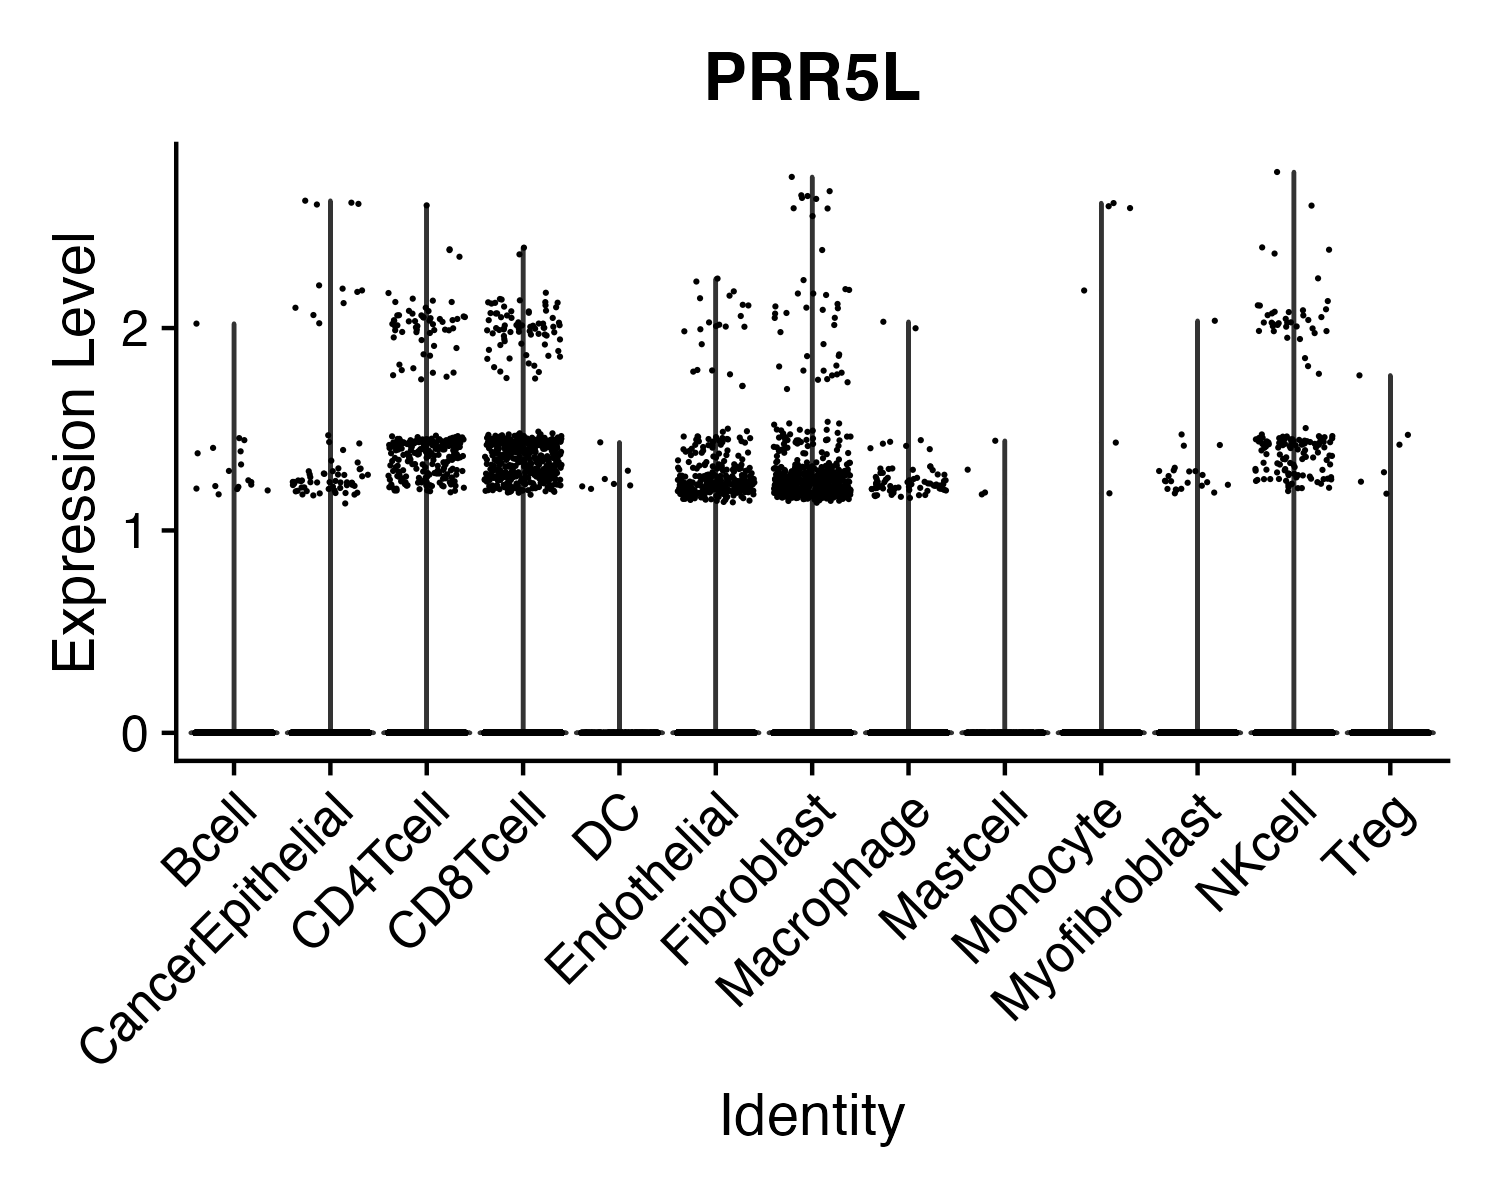 PRR5L
Expression Level
2
1
0
Bcell
CancerEpithelial
CD4Tcell
CD8Tcell
DC
Endothelial
Fibroblast
Macrophage
Mastcell
Monocyte
Myofibroblast
NKcell
Treg
Identity